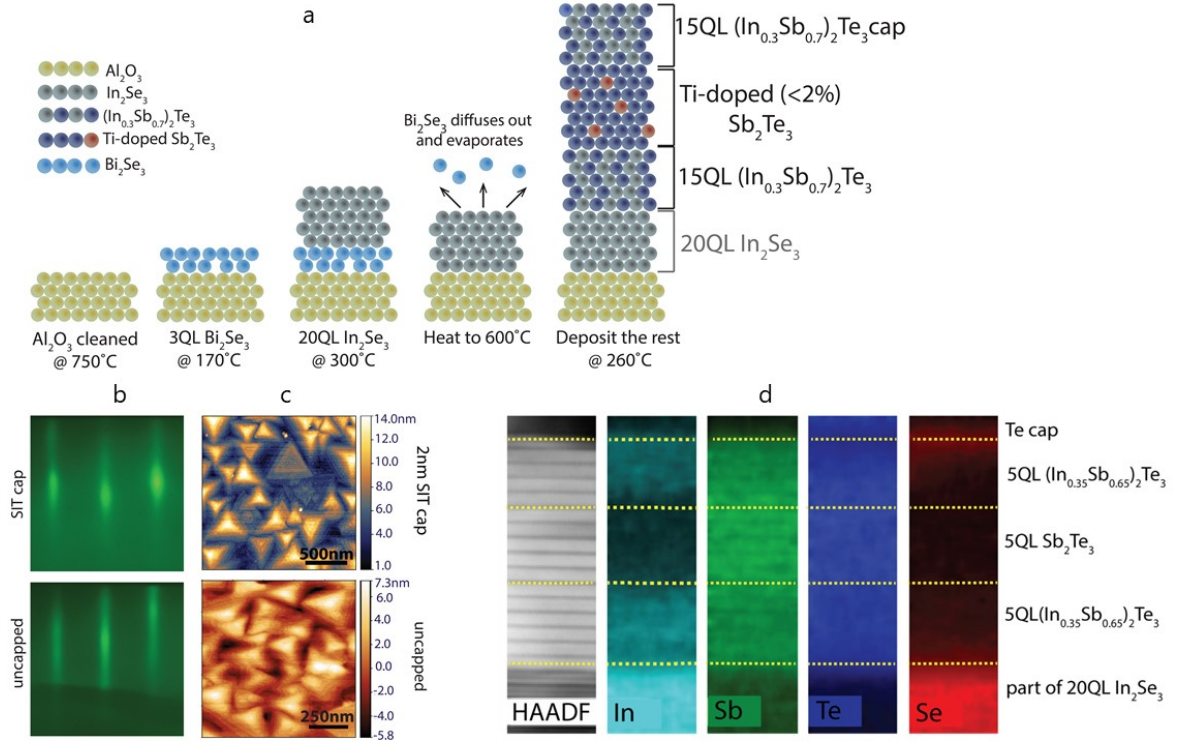 a
Al₂O₃
In₂Se₃
(In₀.₃Sb₀.₇)₂Te₃
Ti-doped Sb₂Te₃
Bi₂Se₃
Al₂O₃ cleaned
@ 750˚C
3QL Bi₂Se₃
@ 170˚C
20QL In₂Se₃
@ 300˚C
Bi₂Se₃ diffuses out
and evaporates
Heat to 600˚C
Deposit the rest
@ 260˚C
15QL (In₀.₃Sb₀.₇)₂Te₃cap
Ti-doped (<2%)
Sb₂Te₃
15QL (In₀.₃Sb₀.₇)₂Te₃
20QL In₂Se₃
b
SIT cap
uncapped
c
14.0nm
12.0
10.0
8.0
6.0
4.0
1.0
2nm SIT cap
500nm
7.3nm
6.0
4.0
2.0
0.0
-2.0
-4.0
-5.8
uncapped
250nm
d
HAADF
In
Sb
Te
Se
Te cap
5QL (In₀.₃₅Sb₀.₆₅)₂Te₃
5QL Sb₂Te₃
5QL(In₀.₃₅Sb₀.₆₅)₂Te₃
part of 20QL In₂Se₃